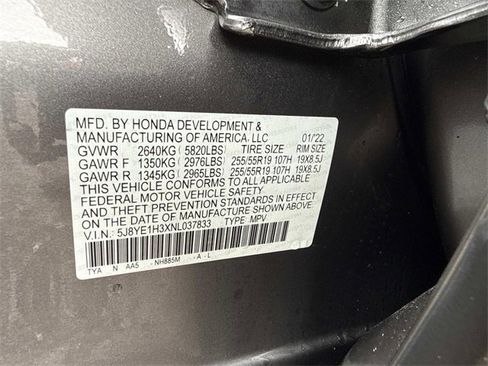 MFD. BY HONDA DEVELOPMENT &
MANUFACTURING OF AMERICA, LLC 01/22
GVWR 2640KG (5820LBS) TIRE SIZE RIM SIZE
GAWR F 1350KG (2976LBS) 255/55R19 107H 19X8.5J
GAWR R 1345KG (2965LBS) 255/55R19 107H 19X8.5J
THIS VEHICLE CONFORMS TO ALL APPLICABLE
FEDERAL MOTOR VEHICLE SAFETY
AND THEFT PREVENTION STANDARDS IN EFFECT
ON THE DATE OF MANUFACTURE SHOWN ABOVE.
V.I.N.: 5J8YE1H3XNL037833 TYPE: MPV
TYA N AA5 -NH885M -A -L